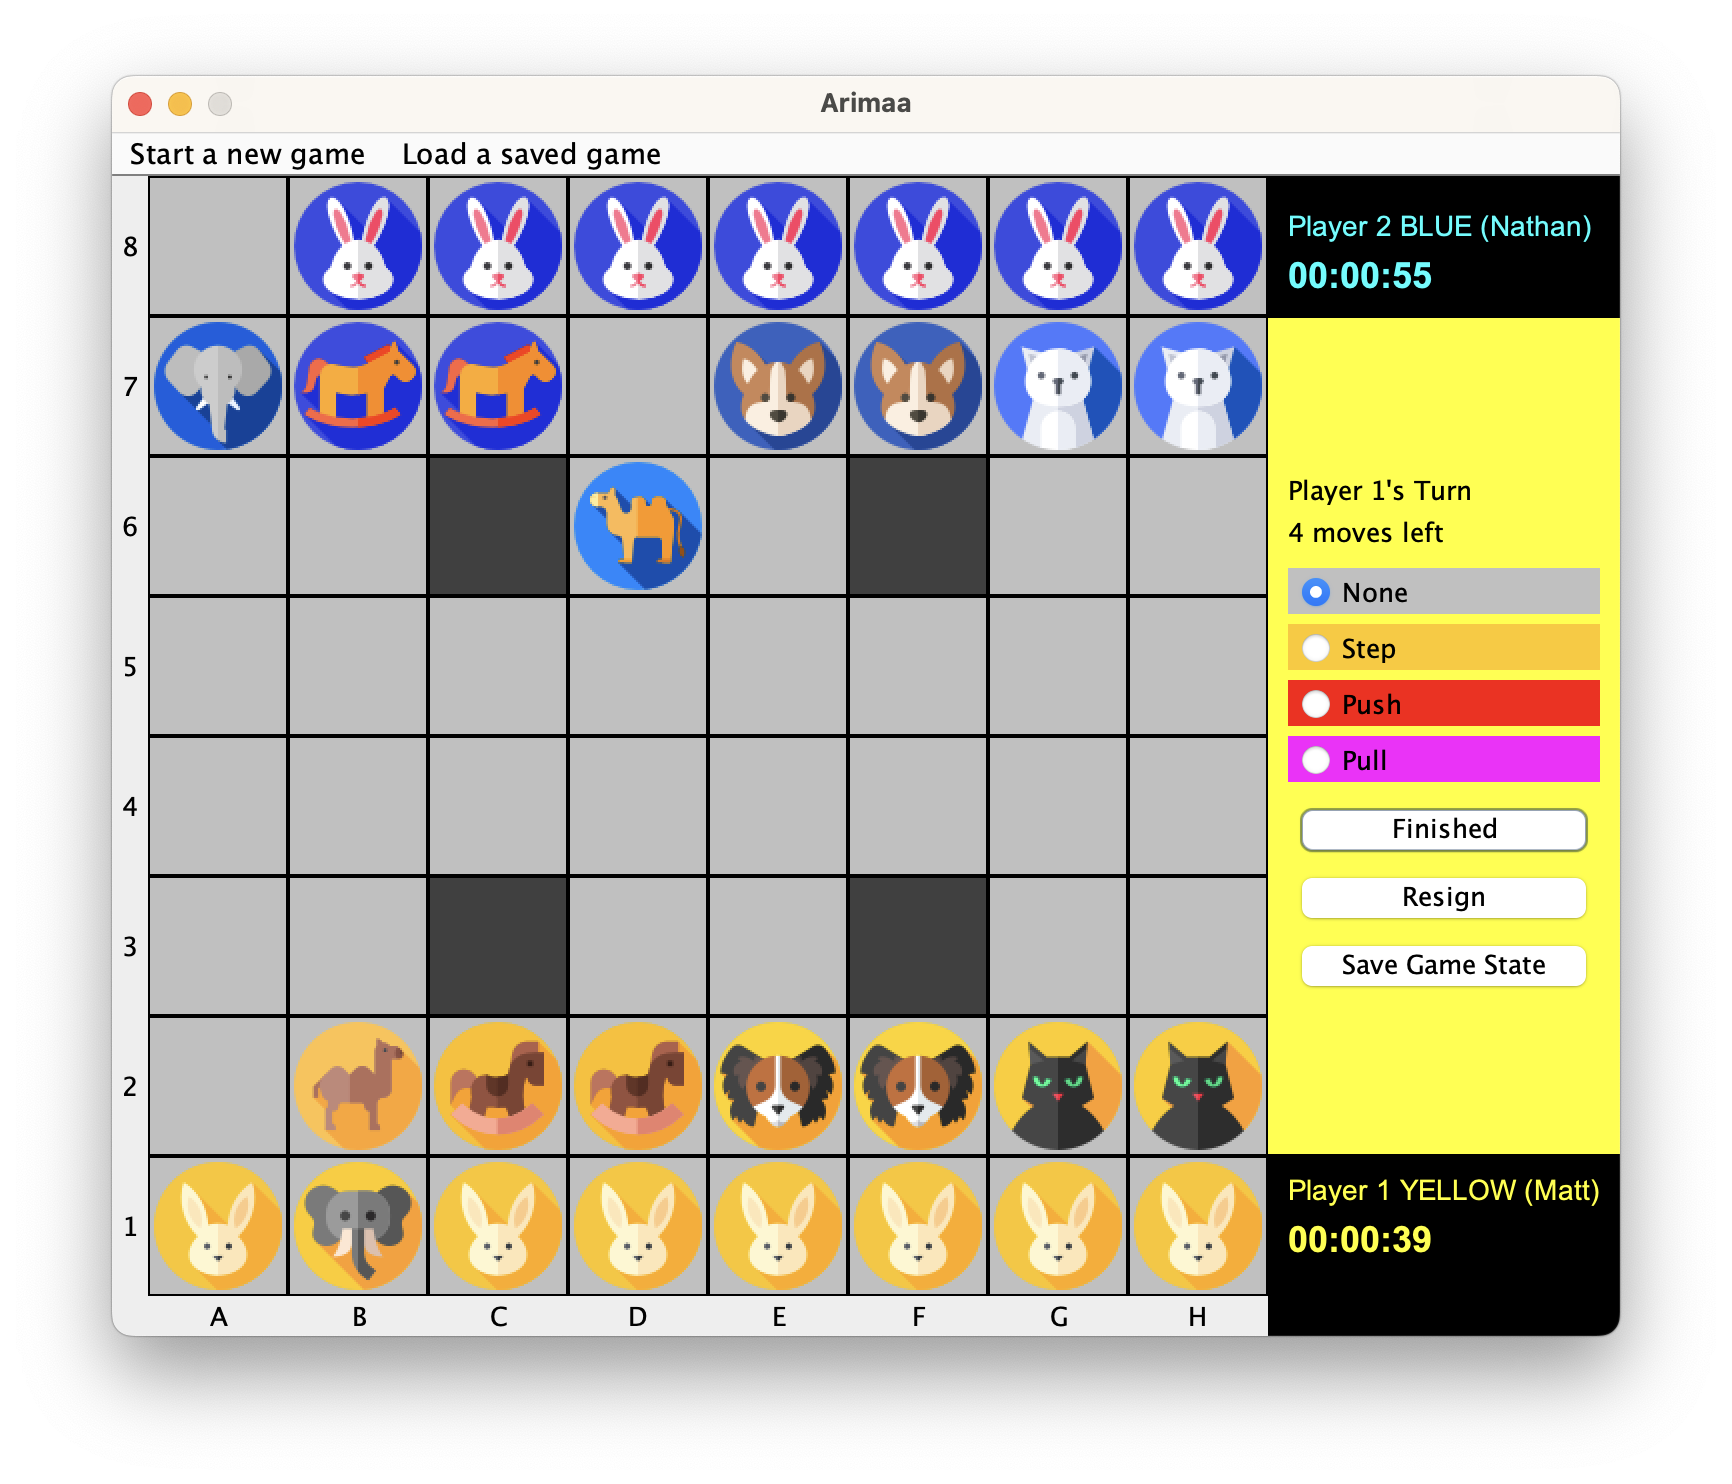 Arimaa
Start a new game Load a saved game
8
7
6
5
4
3
2
1
A B C D E F G H
Player 2 BLUE (Nathan)
00:00:55
Player 1's Turn
4 moves left
None
Step
Push
Pull
Finished
Resign
Save Game State
Player 1 YELLOW (Matt)
00:00:39